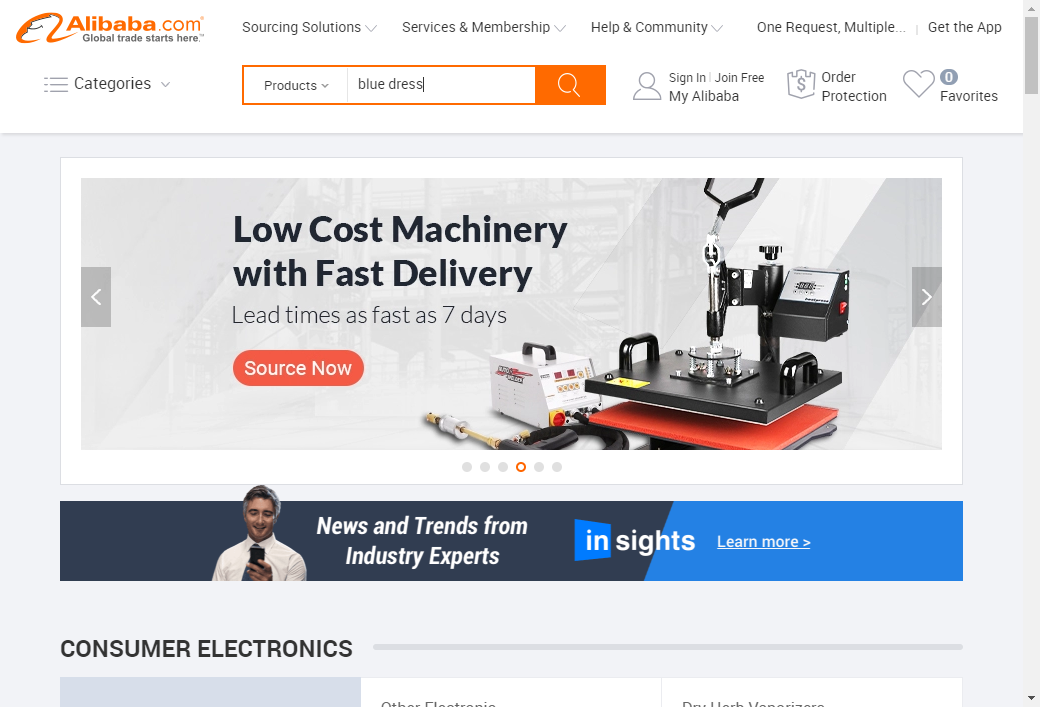 Alibaba.com
Global trade starts here.™
Sourcing Solutions
Services & Membership
Help & Community
One Request, Multiple...
Get the App
Categories
Products
blue dress
Sign In
Join Free
My Alibaba
Order
Protection
0
Favorites
Low Cost Machinery
with Fast Delivery
Lead times as fast as 7 days
Source Now
News and Trends from
Industry Experts
in sights
Learn more >
CONSUMER ELECTRONICS
Other Electronic
Dry Herb Vaporizers